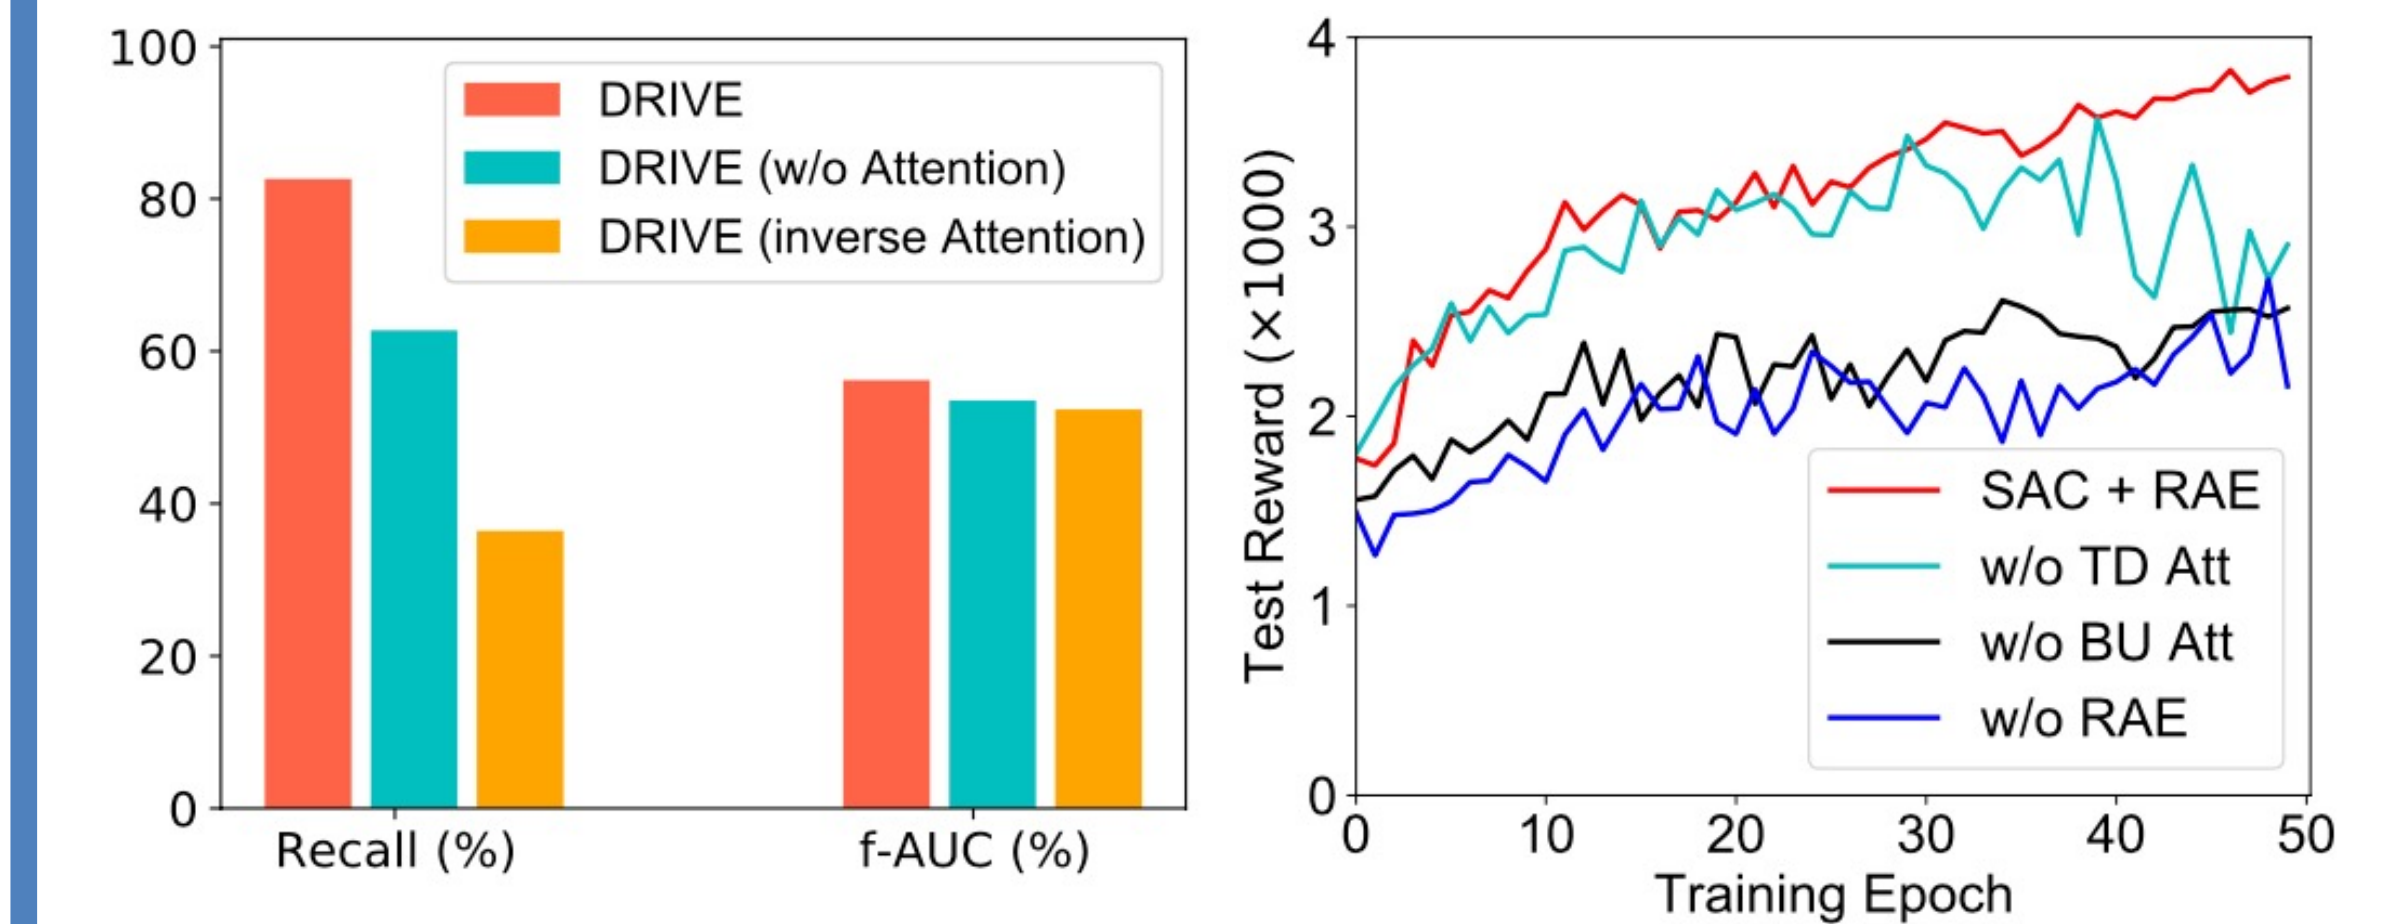 100
80
60
40
20
0
DRIVE
DRIVE (w/o Attention)
DRIVE (inverse Attention)
Recall (%)
f-AUC (%)
Test Reward (×1000)
4
3
2
1
0
SAC + RAE
w/o TD Att
w/o BU Att
w/o RAE
0 10 20 30 40 50
Training Epoch